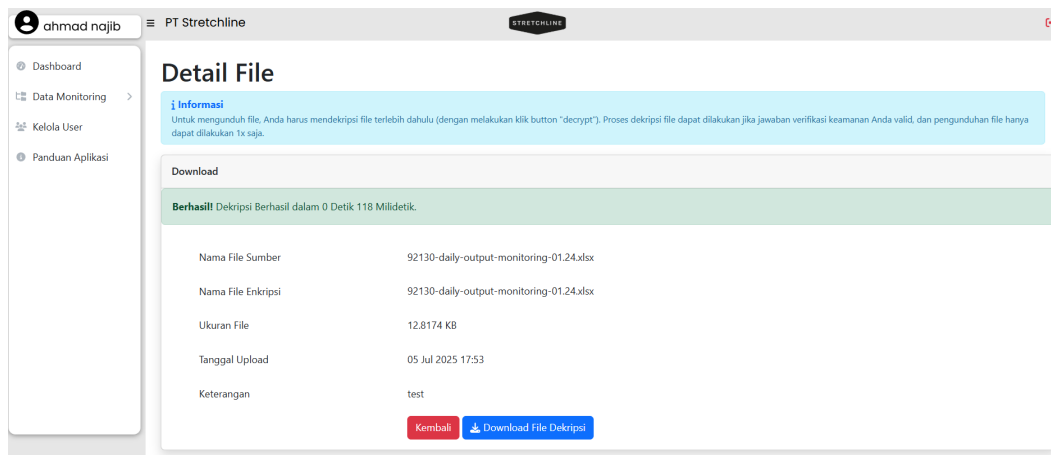 ahmad najib
PT Stretchline
STRETCHLINE
Dashboard
Data Monitoring
Kelola User
Panduan Aplikasi
Detail File
Informasi
Untuk mengunduh file, Anda harus mendekripsi file terlebih dahulu (dengan melakukan klik button "decrypt"). Proses dekripsi file dapat dilakukan jika jawaban verifikasi keamanan Anda valid, dan pengunduhan file hanya
dapat dilakukan 1x saja.
Download
Berhasil! Dekripsi Berhasil dalam 0 Detik 118 Milidetik.
Nama File Sumber 92130-daily-output-monitoring-01.24.xlsx
Nama File Enkripsi 92130-daily-output-monitoring-01.24.xlsx
Ukuran File 12.8174 KB
Tanggal Upload 05 Jul 2025 17:53
Keterangan test
Kembali Download File Dekripsi